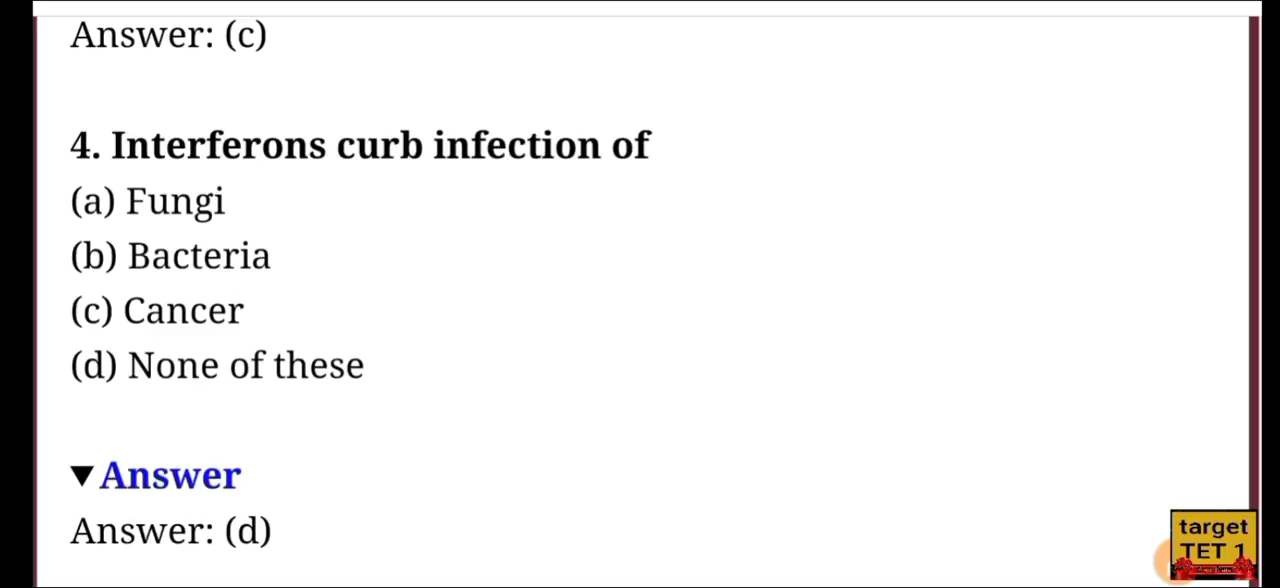 Answer: (c)
4. Interferons curb infection of
(a) Fungi
(b) Bacteria
(c) Cancer
(d) None of these
▼ Answer
Answer: (d)
target
TET 1